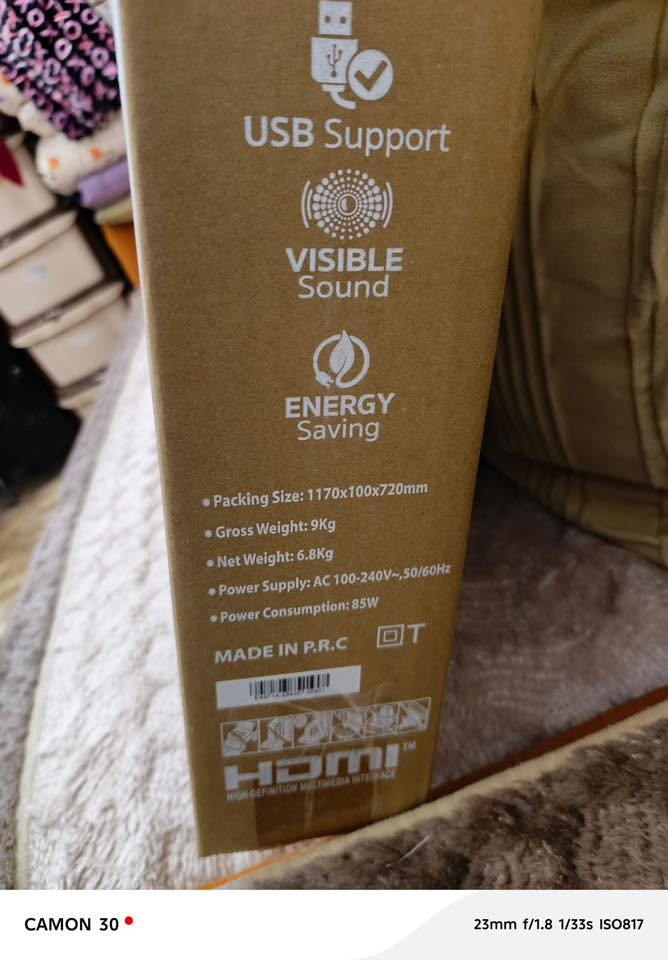 USB Support
VISIBLE
Sound
ENERGY
Saving
• Packing Size: 1170x100x720mm
• Gross Weight: 9Kg
• Net Weight: 6.8Kg
• Power Supply: AC 100-240V~,50/60Hz
• Power Consumption: 85W
MADE IN P.R.C T
HDMI™
HIGH-DEFINITION MULTIMEDIA INTERFACE
CAMON 30
23mm f/1.8 1/33s ISO817